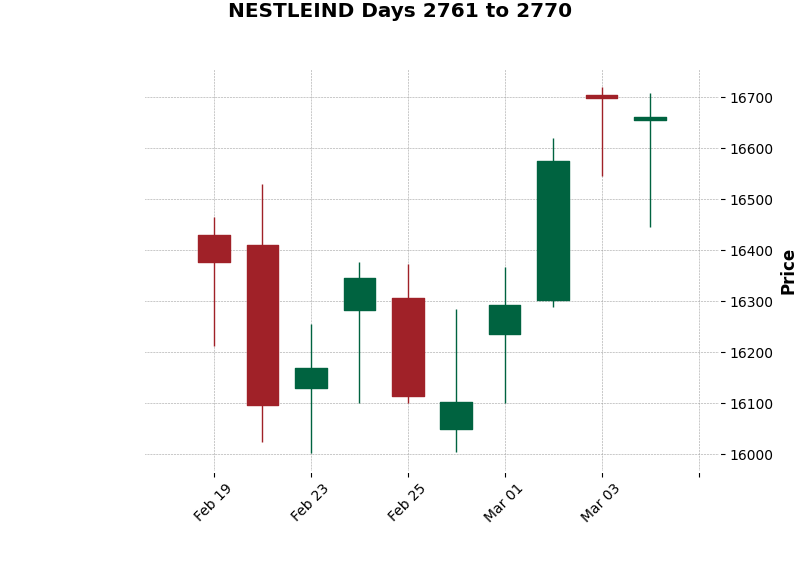 NESTLEIND Days 2761 to 2770
16700
16600
16500
16400
16300
16200
16100
16000
Price
Feb 19
Feb 23
Feb 25
Mar 01
Mar 03